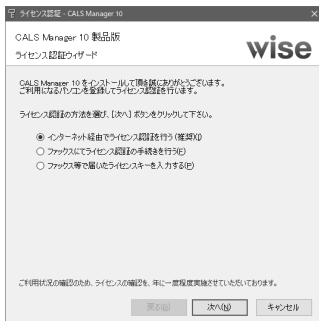 ライセンス認証 - CALS Manager 10
CALS Manager 10 製品版
ライセンス認証ウィザード
wise
CALS Manager 10 をインストールして頂き誠にありがとうございます。
ご利用になるパソコンを登録してライセンス認証を行います。
ライセンス認証の方法を選び、[次へ] ボタンをクリックして下さい。
インターネット経由でライセンス認証を行う(推奨)(I)
ファックスにてライセンス認証の手続きを行う(F)
ファックス等で届いたライセンスキーを入力する(P)
ご利用状況の確認のため、ライセンスの確認を、年に一度程度実施させていただいております。
戻る(B)
次へ(N)
キャンセル